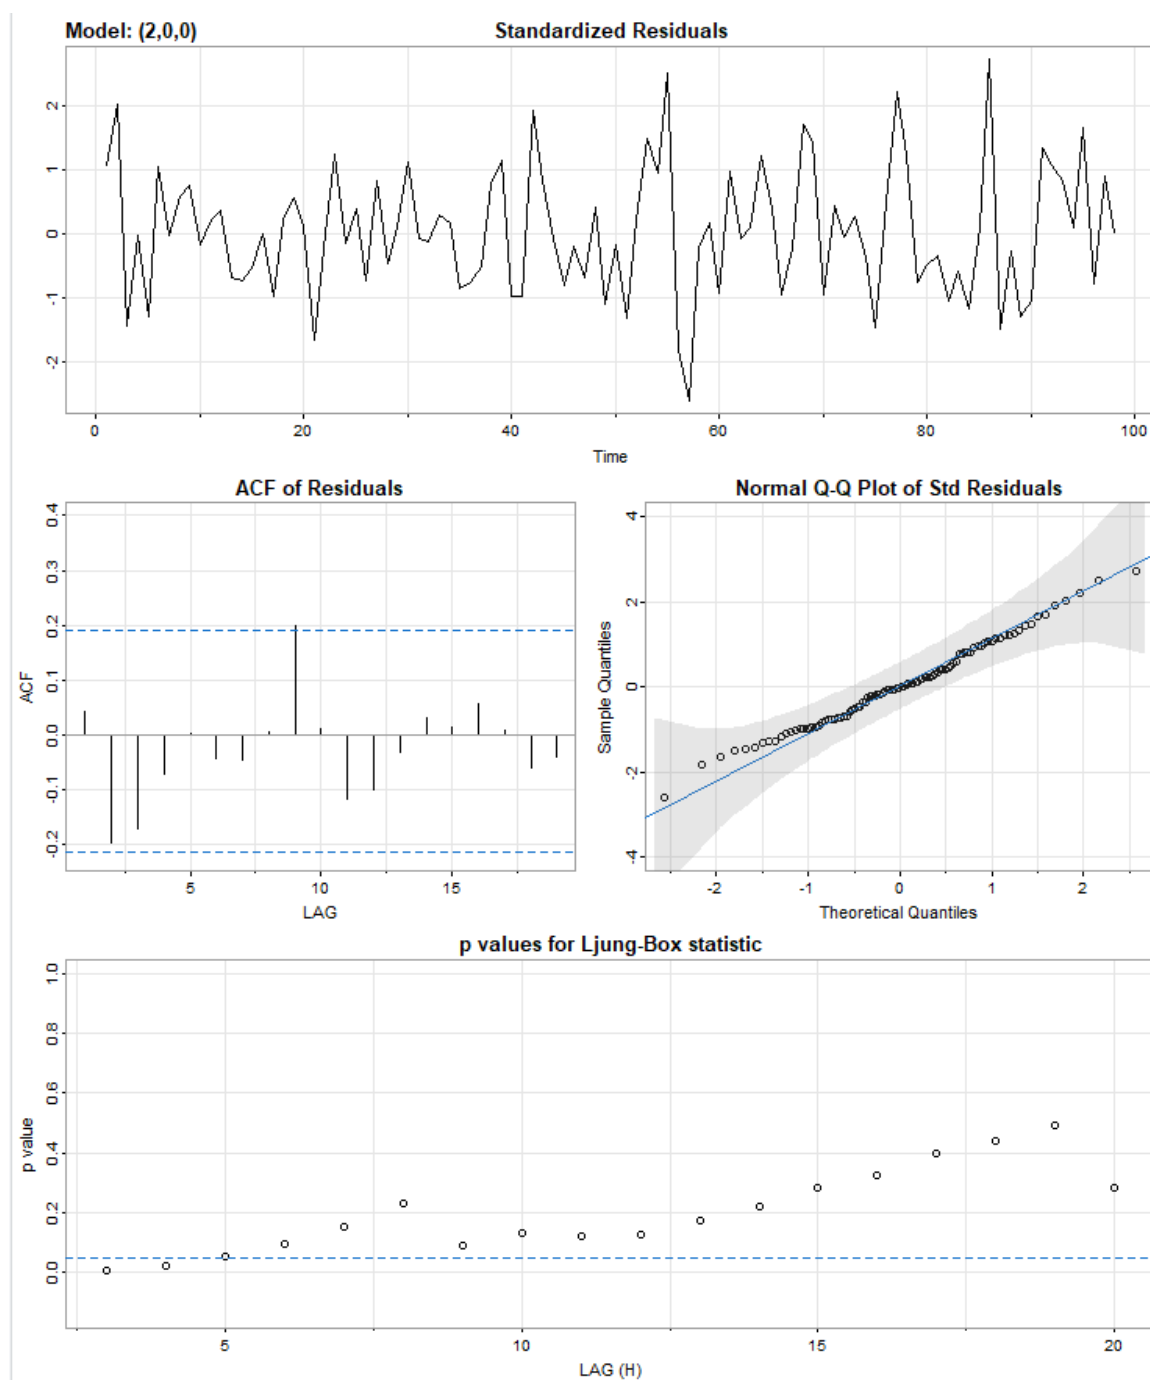 Model: (2,0,0) Standardized Residuals
2
1
0
-1
-2
0 20 40 60 80 100
Time
ACF of Residuals
0.4
0.3
0.2
0.1
0.0
-0.1
-0.2
ACF
5 10 15
LAG
Normal Q-Q Plot of Std Residuals
4
2
0
-2
-4
Sample Quantiles
-2 -1 0 1 2
Theoretical Quantiles
p values for Ljung-Box statistic
1.0
0.8
0.6
0.4
0.2
0.0
p value
5 10 15 20
LAG (H)